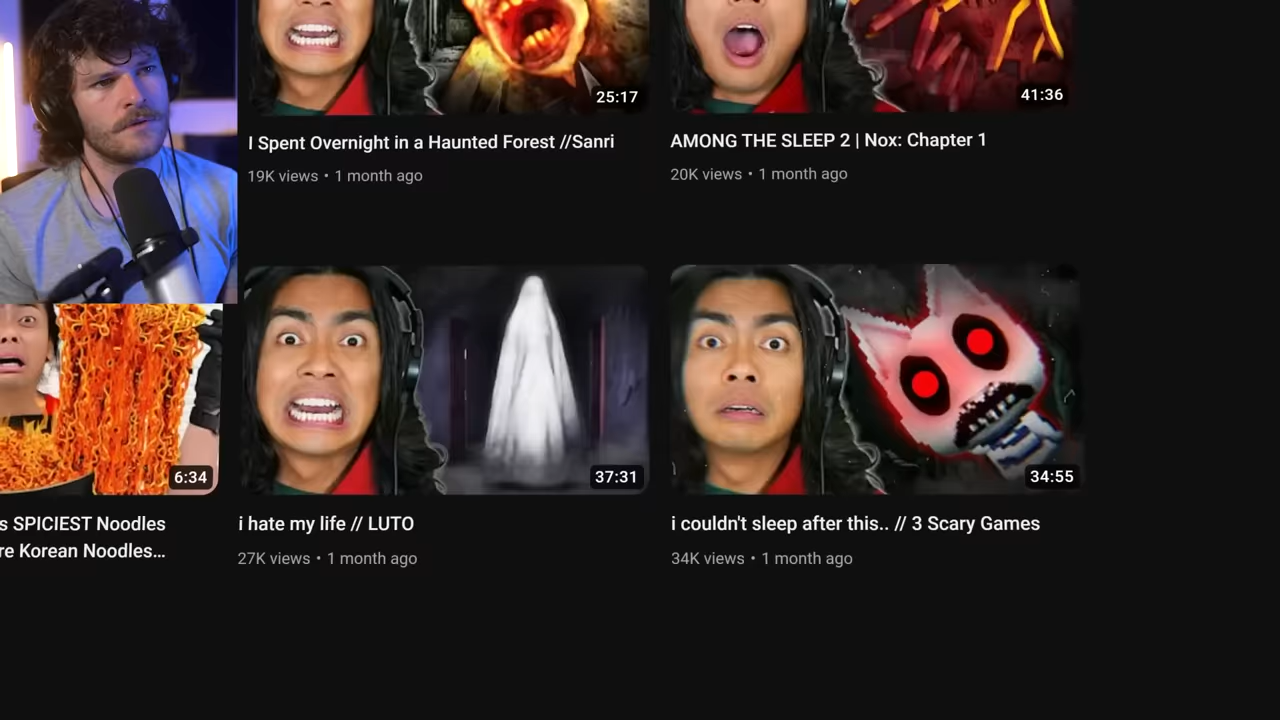 25:17
41:36
I Spent Overnight in a Haunted Forest //Sanri
AMONG THE SLEEP 2 | Nox: Chapter 1
19K views • 1 month ago
20K views • 1 month ago
6:34
37:31
34:55
s SPICIEST Noodles
re Korean Noodles...
i hate my life // LUTO
i couldn't sleep after this.. // 3 Scary Games
27K views • 1 month ago
34K views • 1 month ago